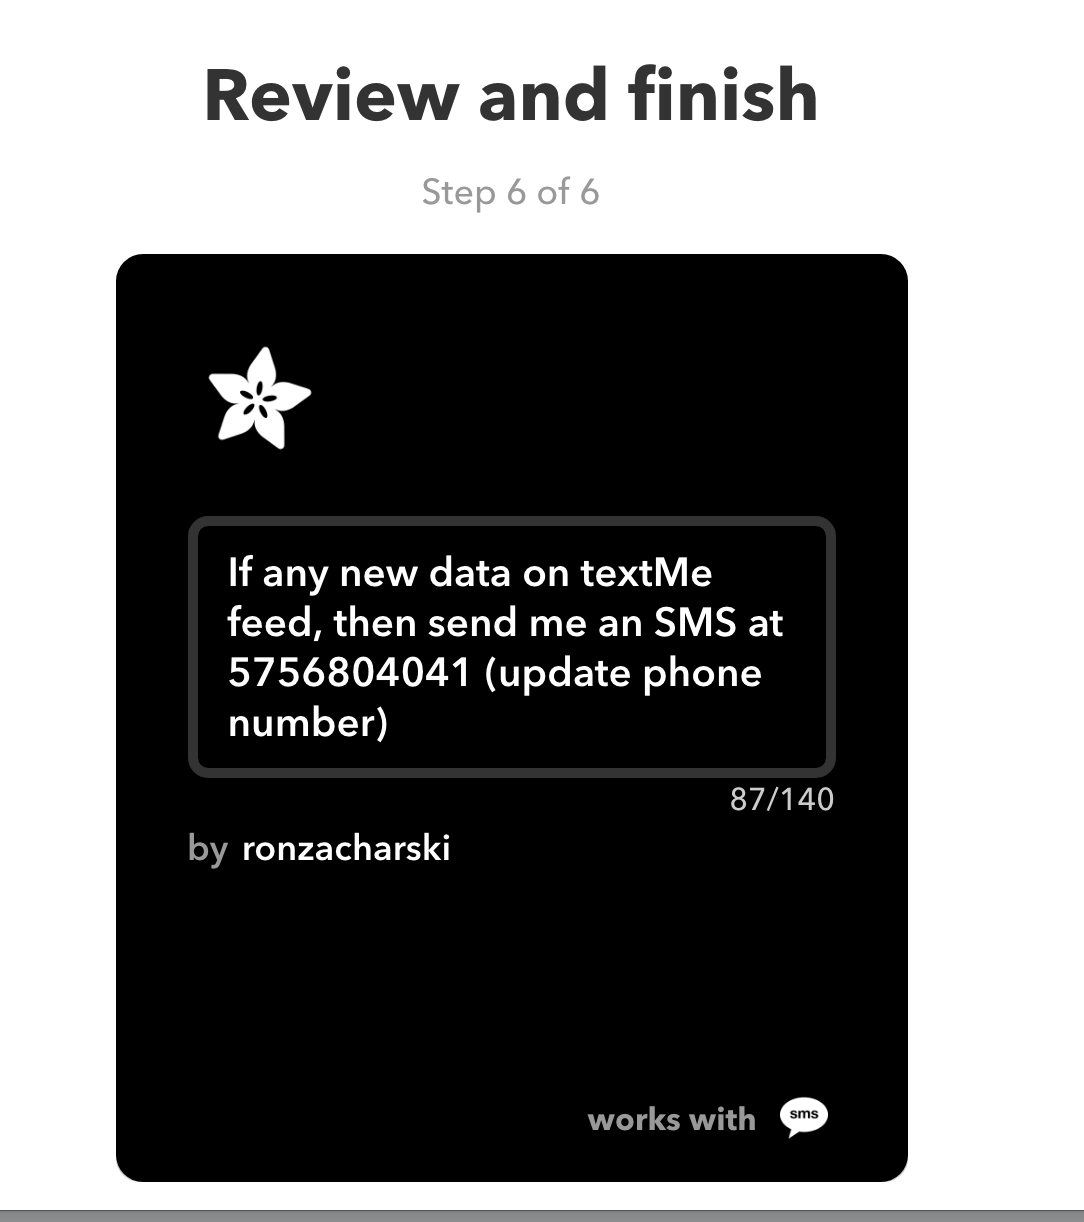 Review and finish
Step 6 of 6
If any new data on textMe
feed, then send me an SMS at
5756804041 (update phone
number)
87/140
by ronzacharski
works with sms